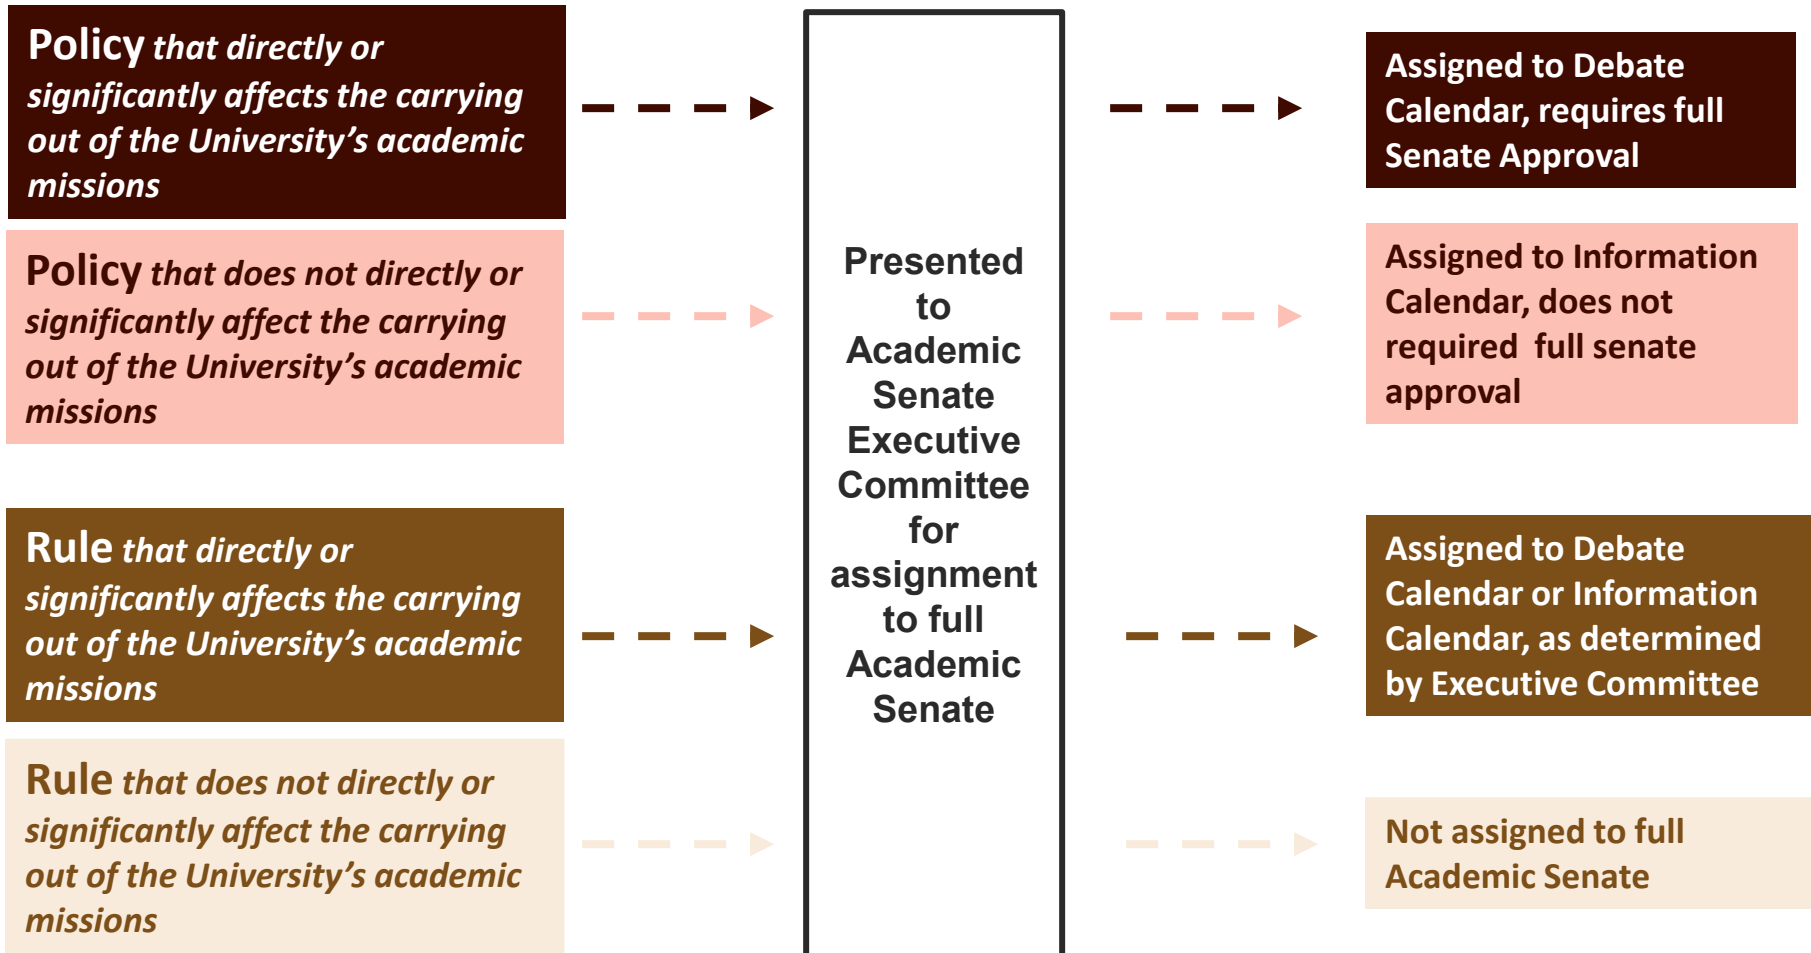 Policy that directly or
significantly affects the carrying
out of the University’s academic
missions
Policy that does not directly or
significantly affect the carrying
out of the University’s academic
missions
Rule that directly or
significantly affects the carrying
out of the University’s academic
missions
Rule that does not directly or
significantly affect the carrying
out of the University’s academic
missions
Presented
to
Academic
Senate
Executive
Committee
for
assignment
to full
Academic
Senate
Assigned to Debate
Calendar, requires full
Senate Approval
Assigned to Information
Calendar, does not
required  full senate
approval
Assigned to Debate
Calendar or Information
Calendar, as determined
by Executive Committee
Not assigned to full
Academic Senate